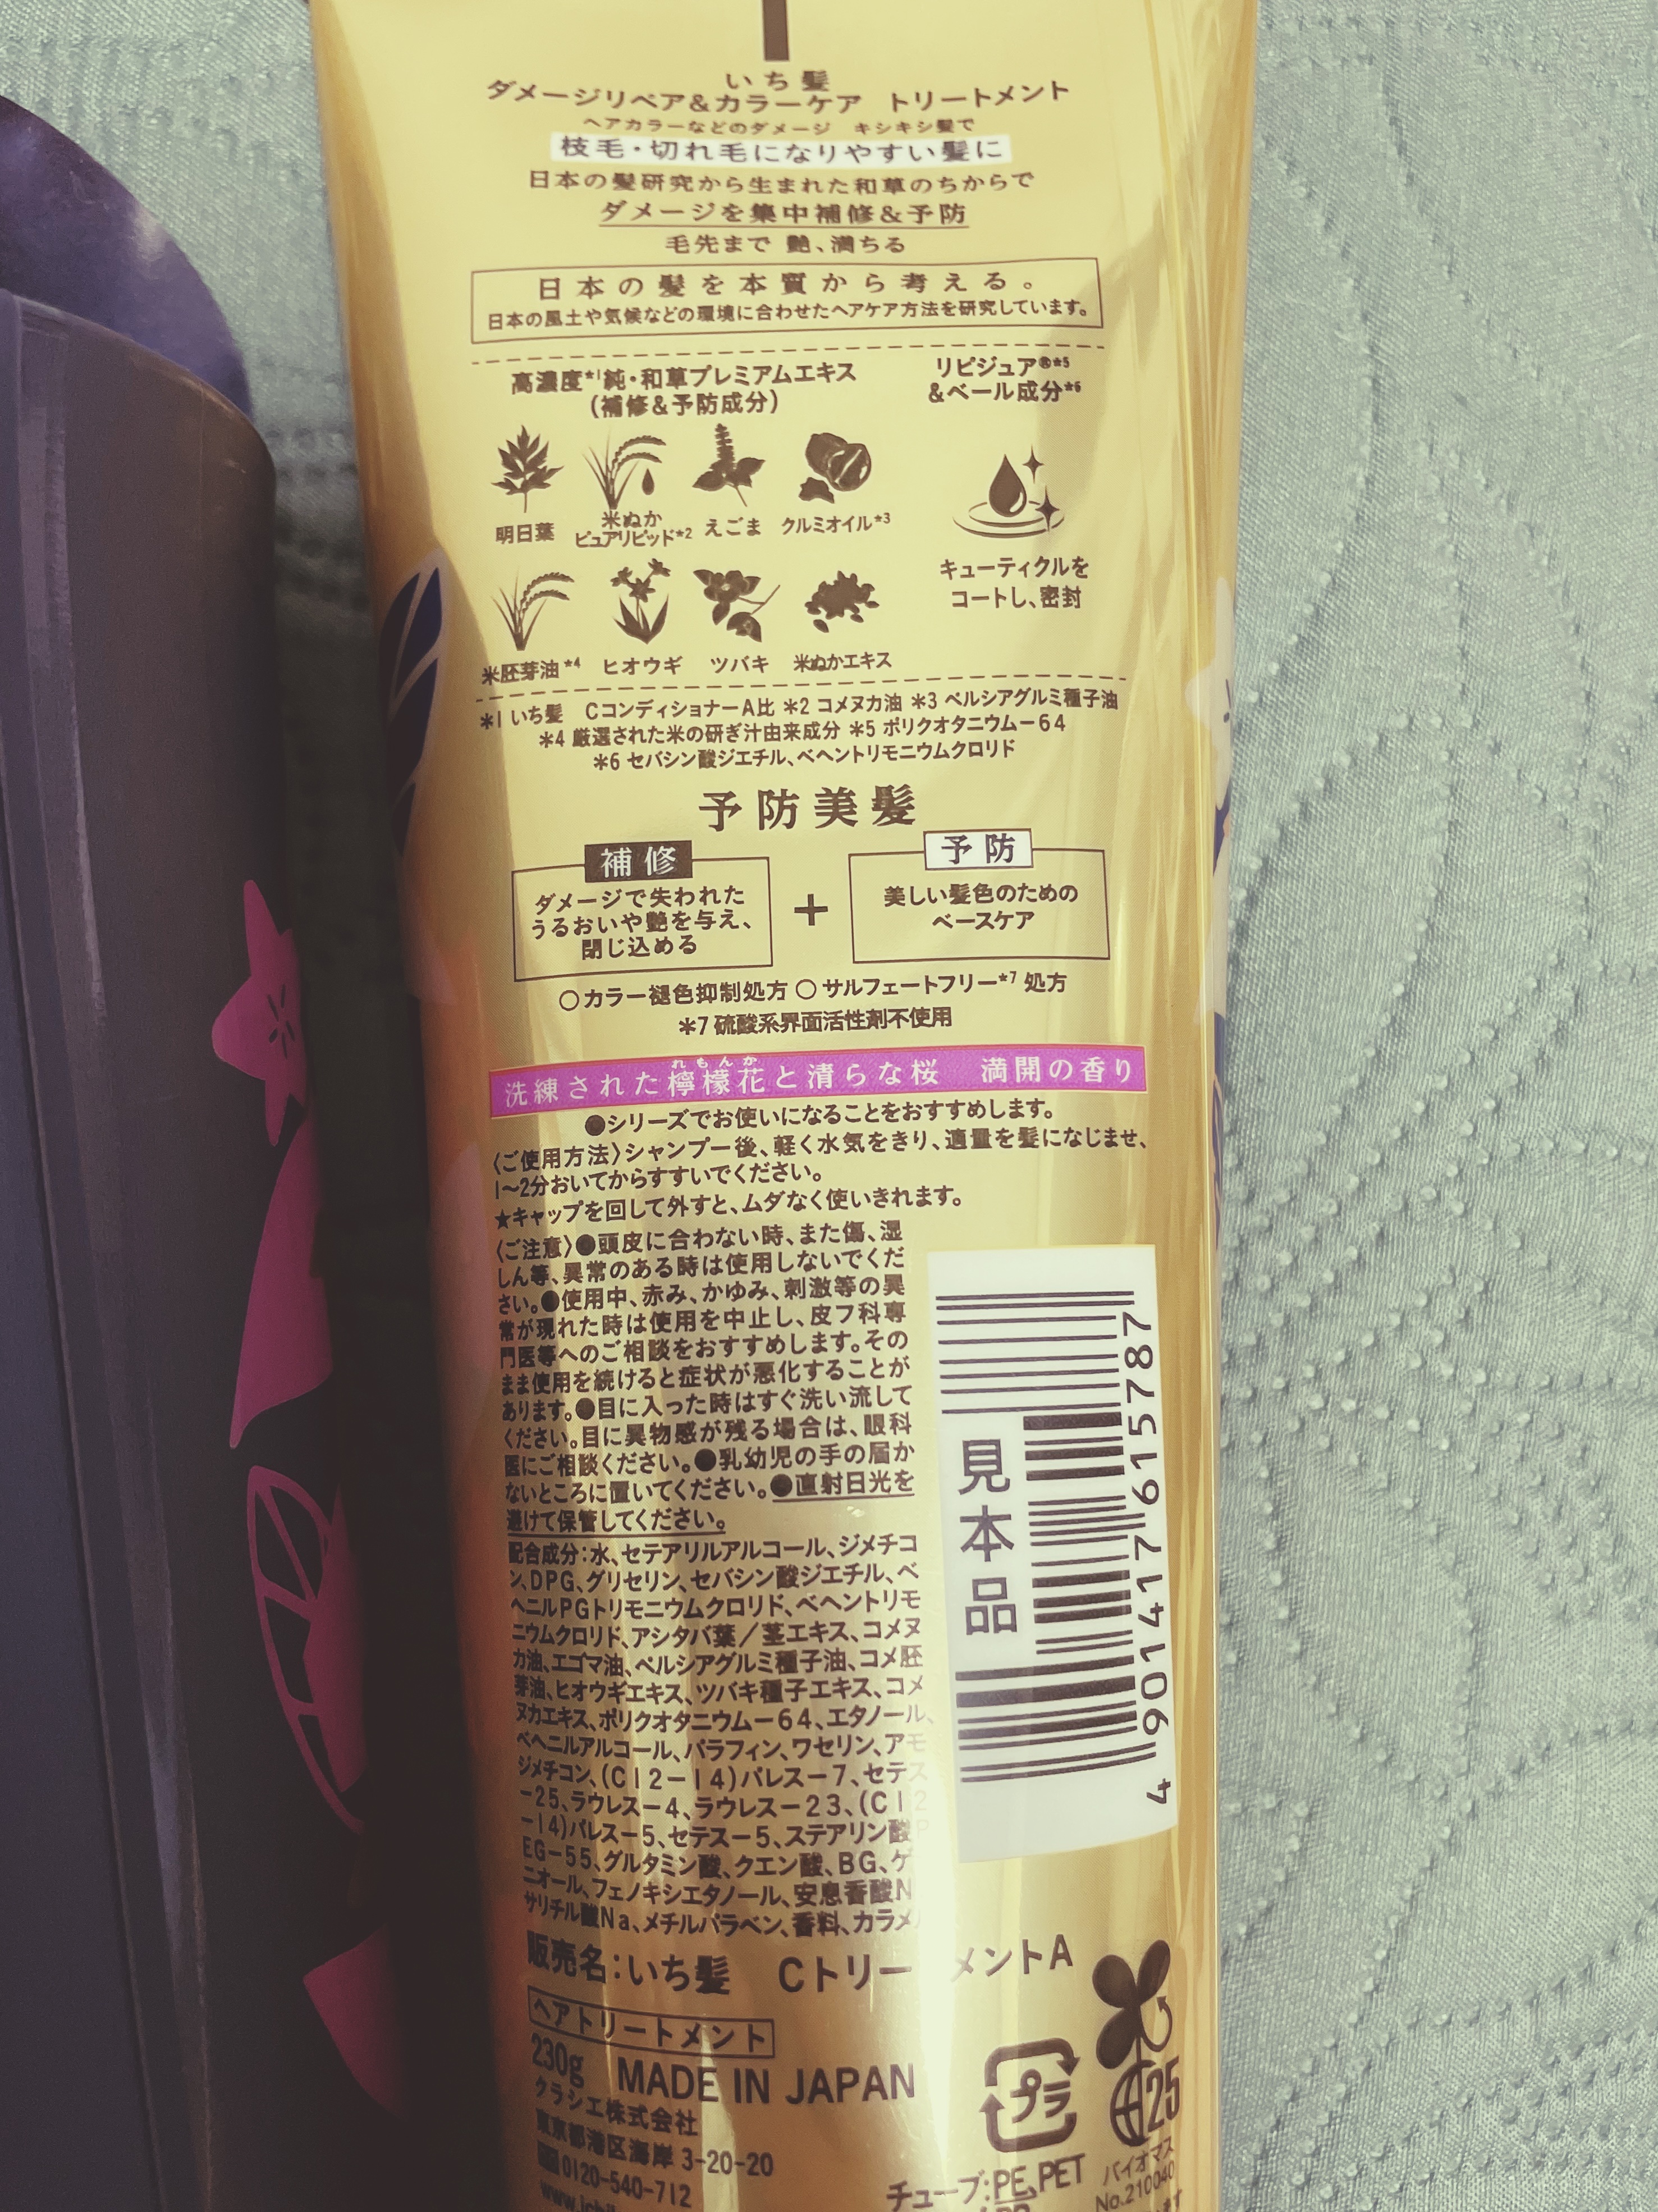 いち髪
ダメージリペア&カラーケア トリートメント
ヘアカラーなどのダメージ キシキシ髪で
枝毛・切れ毛になりやすい髪に
日本の髪研究から生まれた和草のちからで
ダメージを集中補修&予防
毛先まで 艶、満ちる
日本の髪を本質から考える。
日本の風土や気候などの環境に合わせたヘアケア方法を研究しています。
高濃度*1純・和草プレミアムエキス
(補修&予防成分)
リピジュア®*5
&ベール成分*6
明日葉
米ぬか
ピュアリピッド*2
えごま
クルミオイル*3
キューティクルを
コートし、密封
米胚芽油*4
ヒオウギ
ツバキ
米ぬかエキス
*1 いち髪 CコンディショナーA比 *2 コメヌカ油 *3 ペルシアグルミ種子油
*4 厳選された米の研ぎ汁由来成分 *5 ポリクオタニウム-64
*6 セバシン酸ジエチル、ベヘントリモニウムクロリド
予防美髪
補修
ダメージで失われた
うるおいや艶を与え、
閉じ込める
+
予防
美しい髪色のための
ベースケア
○カラー褪色抑制処方 ○サルフェートフリー*7 処方
*7 硫酸系界面活性剤不使用
れもんか
洗練された檸檬花と清らな桜 満開の香り
●シリーズでお使いになることをおすすめします。
〈ご使用方法〉シャンプー後、軽く水気をきり、適量を髪になじませ、
1〜2分おいてからすすいでください。
★キャップを回して外すと、ムダなく使いきれます。
〈ご注意〉●頭皮に合わない時、また傷、湿
しん等、異常のある時は使用しないでくだ
さい。●使用中、赤み、かゆみ、刺激等の異
常が現れた時は使用を中止し、皮フ科専
門医等へのご相談をおすすめします。その
まま使用を続けると症状が悪化することが
あります。●目に入った時はすぐ洗い流して
ください。目に異物感が残る場合は、眼科
医にご相談ください。●乳幼児の手の届か
ないところに置いてください。●直射日光を
避けて保管してください。
配合成分:水、セテアリルアルコール、ジメチコ
ン、DPG、グリセリン、セバシン酸ジエチル、ベ
ヘニルPGトリモニウムクロリド、ベヘントリモ
ニウムクロリド、アシタバ葉/茎エキス、コメヌ
カ油、エゴマ油、ペルシアグルミ種子油、コメ胚
芽油、ヒオウギエキス、ツバキ種子エキス、コメ
ヌカエキス、ポリクオタニウム-64、エタノール、
ベヘニルアルコール、パラフィン、ワセリン、アモ
ジメチコン、(C12-14)パレス-7、セテス
-25、ラウレス-4、ラウレス-23、(C12
-14)パレス-5、セテス-5、ステアリン酸P
EG-55、グルタミン酸、クエン酸、BG、ゲ
ニオール、フェノキシエタノール、安息香酸N
サリチル酸Na、メチルパラベン、香料、カラメ
見本品
4 901417 615787
販売名:いち髪 Cトリー メントA
ヘアトリートメント
230g MADE IN JAPAN
クラシエ株式会社
東京都港区海岸 3-20-20
0120-540-712
プラ
チューブ:PE、PET
25
バイオマス
No.210040